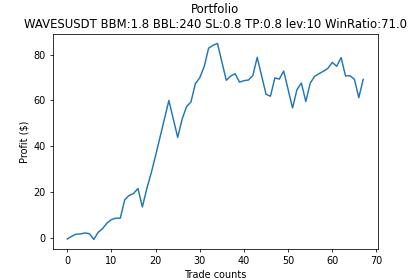 Portfolio
WAVESUSDT BBM:1.8 BBL:240 SL:0.8 TP:0.8 lev:10 WinRatio:71.0
Profit ($)
80
60
40
20
0
0 10 20 30 40 50 60 70
Trade counts